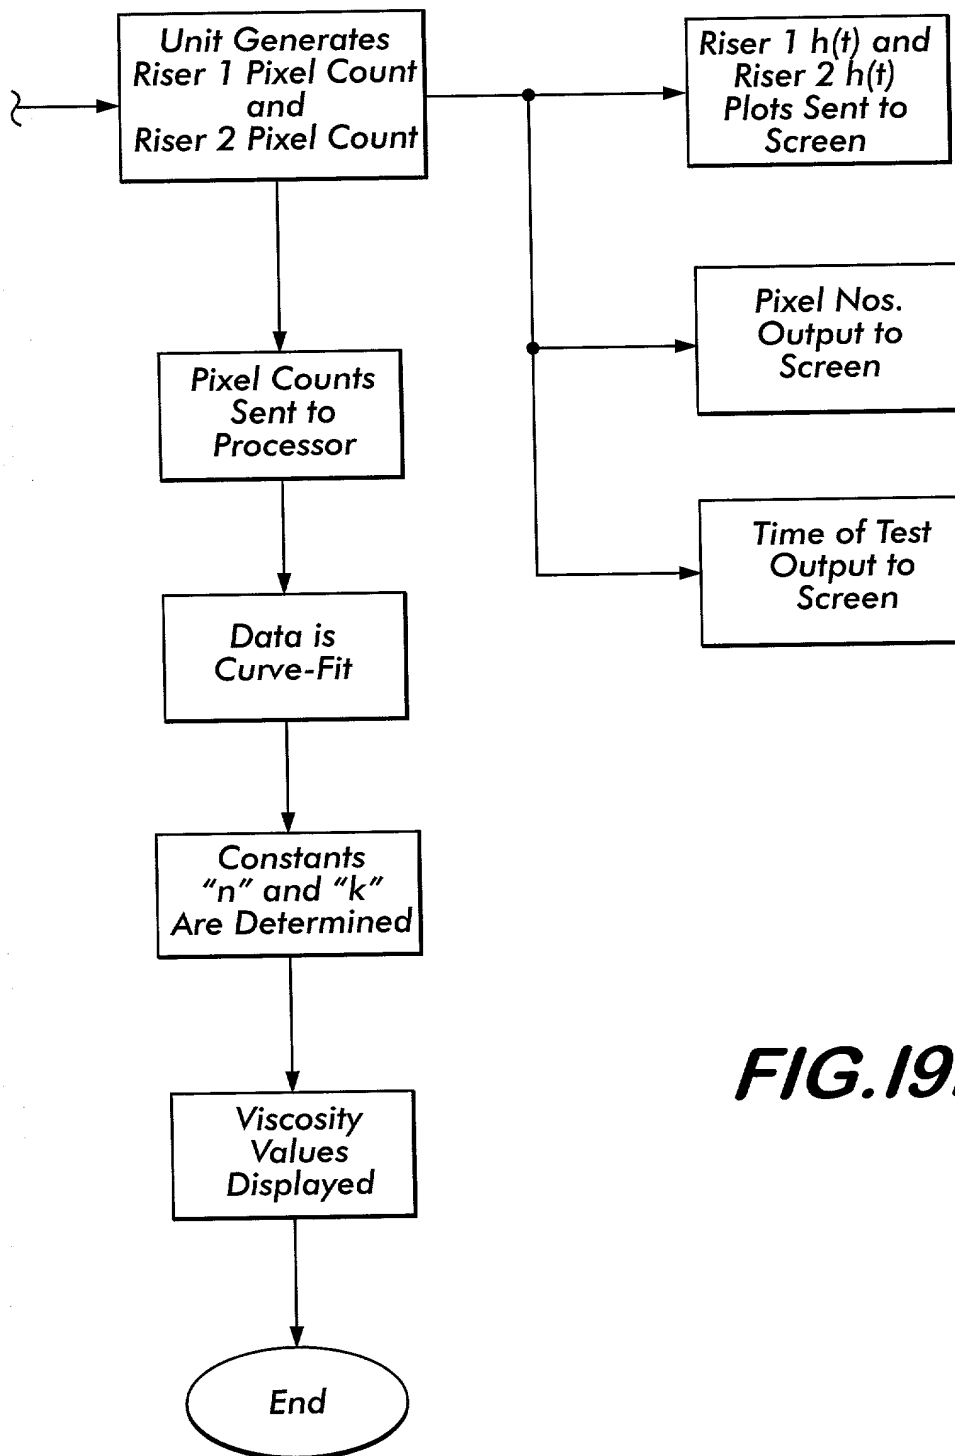 Unit Generates
Riser 1 Pixel Count
and
Riser 2 Pixel Count
Riser 1 h(t) and
Riser 2 h(t)
Plots Sent to
Screen
Pixel Nos.
Output to
Screen
Time of Test
Output to
Screen
Pixel Counts
Sent to
Processor
Data is
Curve-Fit
Constants
"n" and "k"
Are Determined
Viscosity
Values
Displayed
End
FIG.19